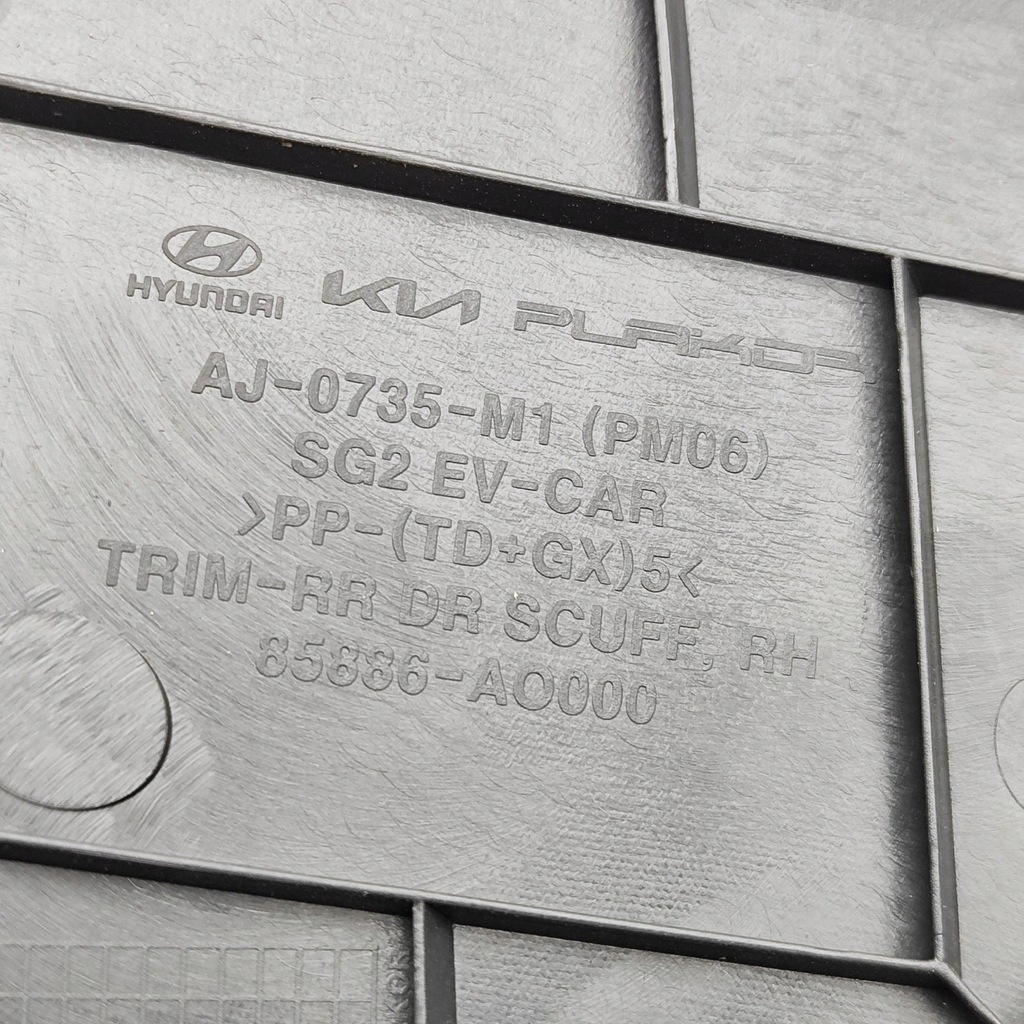 HYUNDAI KIA PLAKOR
AJ-0735-M1 (PM06)
SG2 EV-CAR
>PP-(TD+GX)5<
TRIM-RR DR SCUFF, RH
85886-AO000
KOR